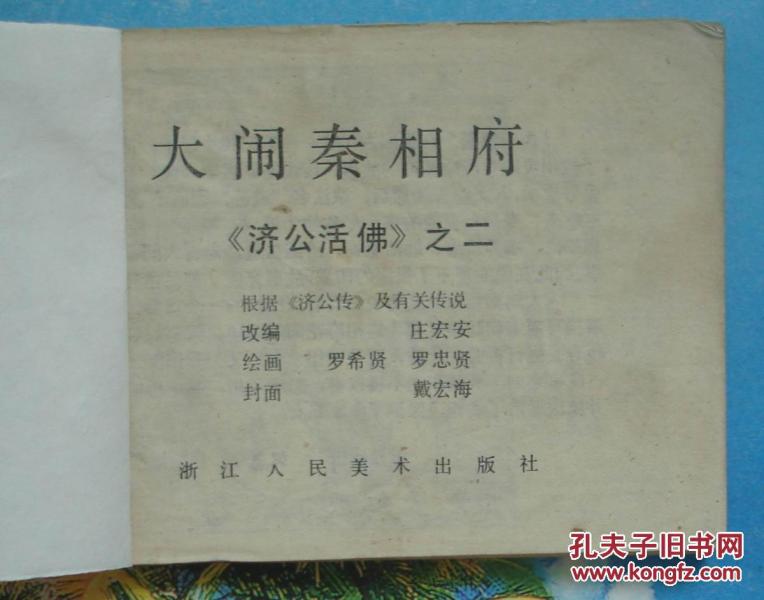 大闹秦相府
《济公活佛》之二
根据《济公传》及有关传说
改编 庄宏安
绘画 罗希贤 罗忠贤
封面 戴宏海
浙江人民美术出版社
孔夫子旧书网
www.kongfz.com